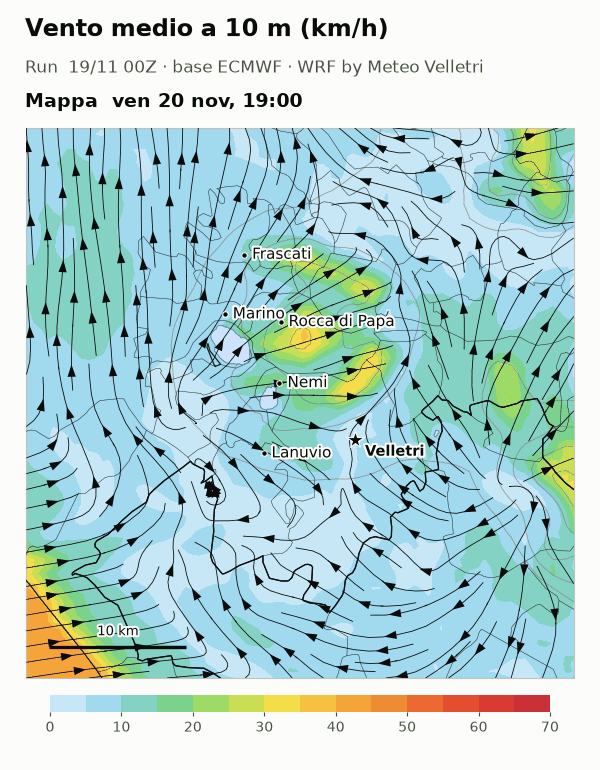 Vento medio a 10 m (km/h)
Run 19/11 00Z · base ECMWF · WRF by Meteo Velletri
Mappa ven 20 nov, 19:00
Frascati
Marino
Rocca di Papa
Nemi
Velletri
Lanuvio
10 km
0 10 20 30 40 50 60 70